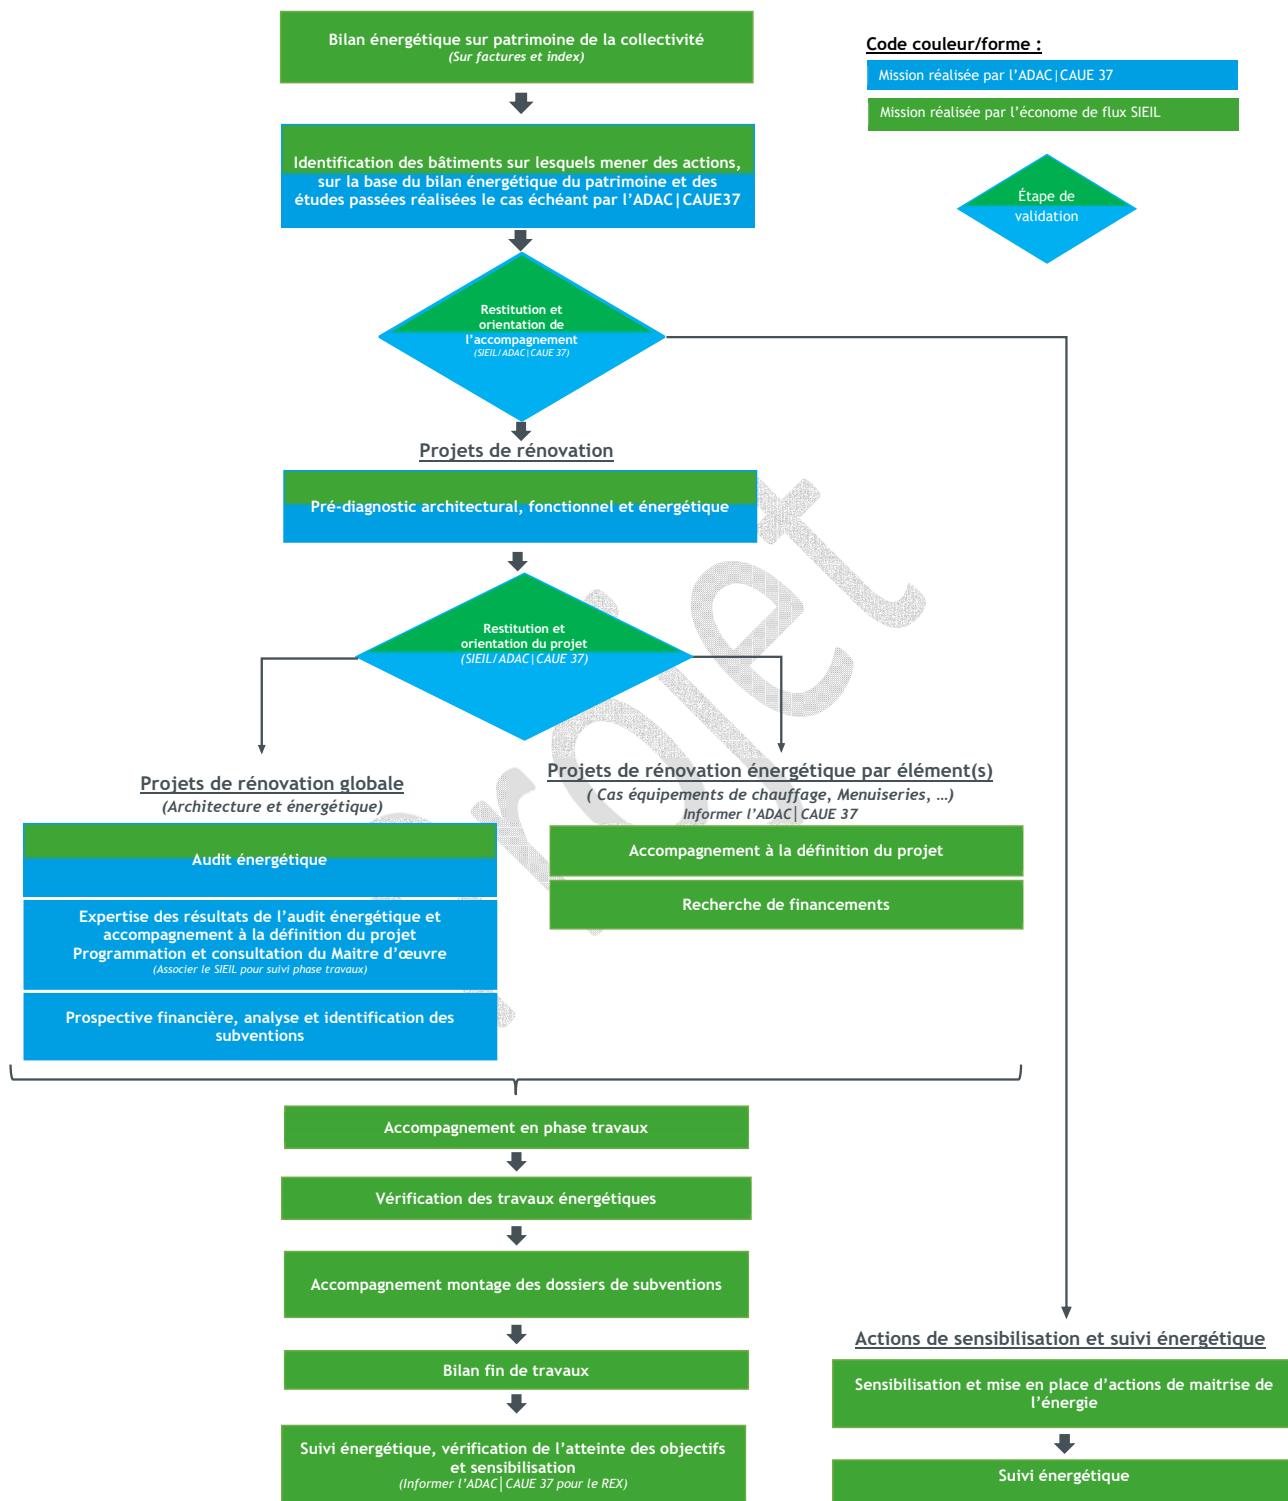 Bilan énergétique sur patrimoine de la collectivité
(Sur factures et index)
Code couleur/forme :
Mission réalisée par l'ADAC|CAUE 37
Mission réalisée par l'économe de flux SIEIL
Étape de
validation
Identification des bâtiments sur lesquels mener des actions,
sur la base du bilan énergétique du patrimoine et des
études passées réalisées le cas échéant par l'ADAC|CAUE37
Restitution et
orientation de
l'accompagnement
(SIEIL/ADAC|CAUE 37)
Projets de rénovation
Pré-diagnostic architectural, fonctionnel et énergétique
Restitution et
orientation du projet
(SIEIL/ADAC|CAUE 37)
Projets de rénovation globale
(Architecture et énergétique)
Audit énergétique
Expertise des résultats de l'audit énergétique et
accompagnement à la définition du projet
Programmation et consultation du Maitre d'œuvre
(Associer le SIEIL pour suivi phase travaux)
Prospective financière, analyse et identification des
subventions
Projets de rénovation énergétique par élément(s)
( Cas équipements de chauffage, Menuiseries, …)
Informer l'ADAC|CAUE 37
Accompagnement à la définition du projet
Recherche de financements
Accompagnement en phase travaux
Vérification des travaux énergétiques
Accompagnement montage des dossiers de subventions
Bilan fin de travaux
Suivi énergétique, vérification de l'atteinte des objectifs
et sensibilisation
(Informer l'ADAC|CAUE 37 pour le REX)
Actions de sensibilisation et suivi énergétique
Sensibilisation et mise en place d'actions de maitrise de
l'énergie
Suivi énergétique
Projet